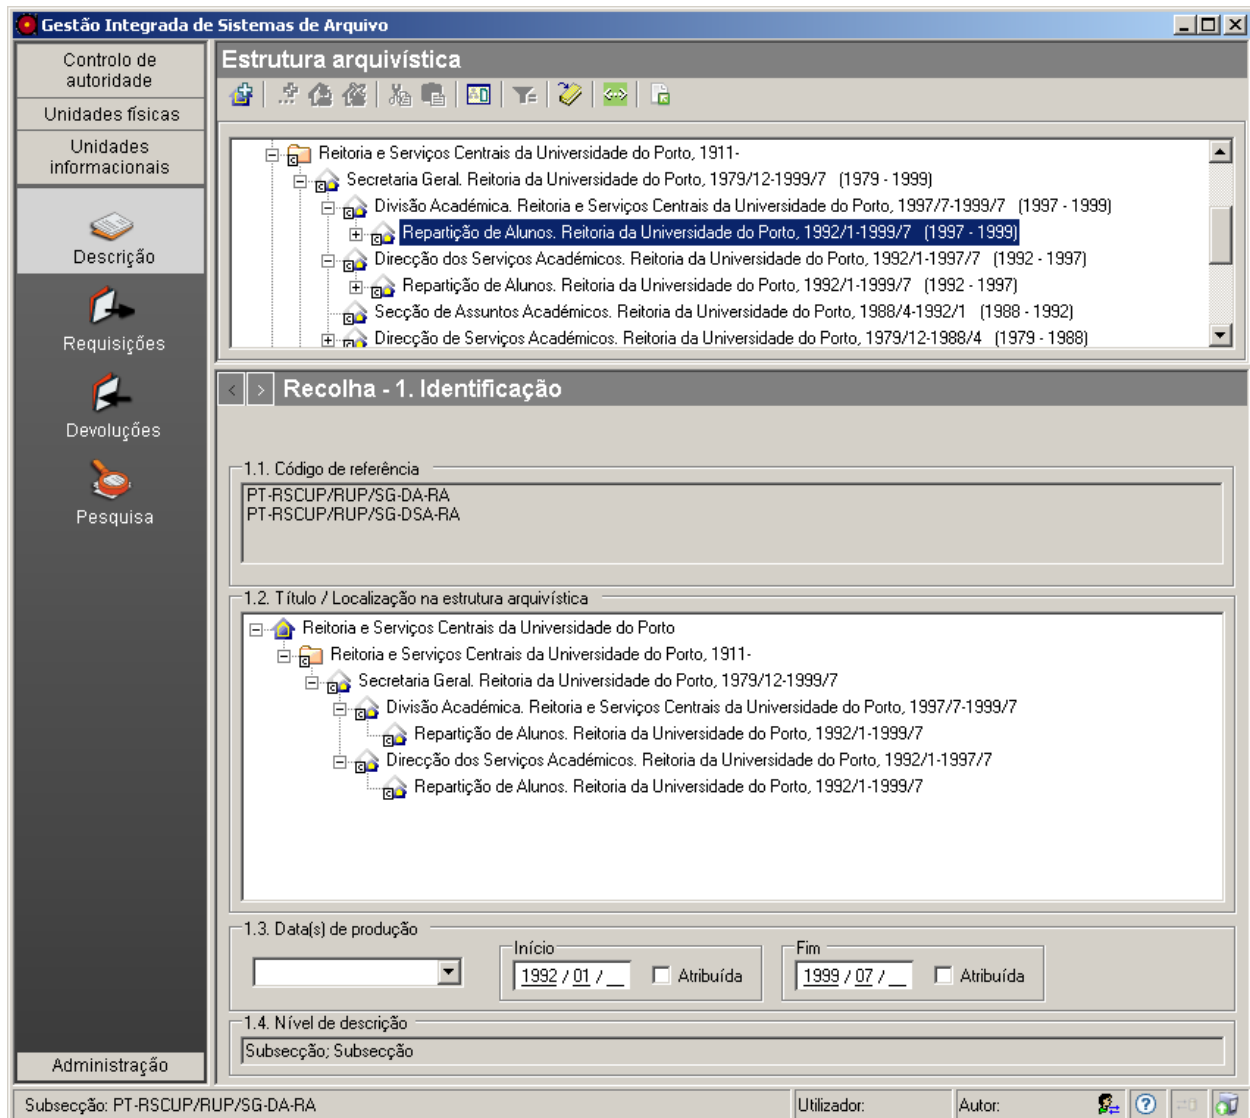 Gestão Integrada de Sistemas de Arquivo
Controlo de
autoridade
Unidades físicas
Unidades
informacionais
Descrição
Requisições
Devoluções
Pesquisa
Administração
Estrutura arquivística
Reitoria e Serviços Centrais da Universidade do Porto, 1911-
Secretaria Geral. Reitoria da Universidade do Porto, 1979/12-1999/7 (1979 - 1999)
Divisão Académica. Reitoria e Serviços Centrais da Universidade do Porto, 1997/7-1999/7 (1997 - 1999)
Repartição de Alunos. Reitoria da Universidade do Porto, 1992/1-1999/7 (1997 - 1999)
Direcção dos Serviços Académicos. Reitoria da Universidade do Porto, 1992/1-1997/7 (1992 - 1997)
Repartição de Alunos. Reitoria da Universidade do Porto, 1992/1-1999/7 (1992 - 1997)
Secção de Assuntos Académicos. Reitoria da Universidade do Porto, 1988/4-1992/1 (1988 - 1992)
Direcção de Serviços Académicos. Reitoria da Universidade do Porto, 1979/12-1988/4 (1979 - 1988)
< > Recolha - 1. Identificação
1.1. Código de referência
PT-RSCUP/RUP/SG-DA-RA
PT-RSCUP/RUP/SG-DSA-RA
1.2. Título / Localização na estrutura arquivística
Reitoria e Serviços Centrais da Universidade do Porto
Reitoria e Serviços Centrais da Universidade do Porto, 1911-
Secretaria Geral. Reitoria da Universidade do Porto, 1979/12-1999/7
Divisão Académica. Reitoria e Serviços Centrais da Universidade do Porto, 1997/7-1999/7
Repartição de Alunos. Reitoria da Universidade do Porto, 1992/1-1999/7
Direcção dos Serviços Académicos. Reitoria da Universidade do Porto, 1992/1-1997/7
Repartição de Alunos. Reitoria da Universidade do Porto, 1992/1-1999/7
1.3. Data(s) de produção
Início
1992 / 01 / __ Atribuída
Fim
1999 / 07 / __ Atribuída
1.4. Nível de descrição
Subsecção; Subsecção
Subsecção: PT-RSCUP/RUP/SG-DA-RA
Utilizador:
Autor: